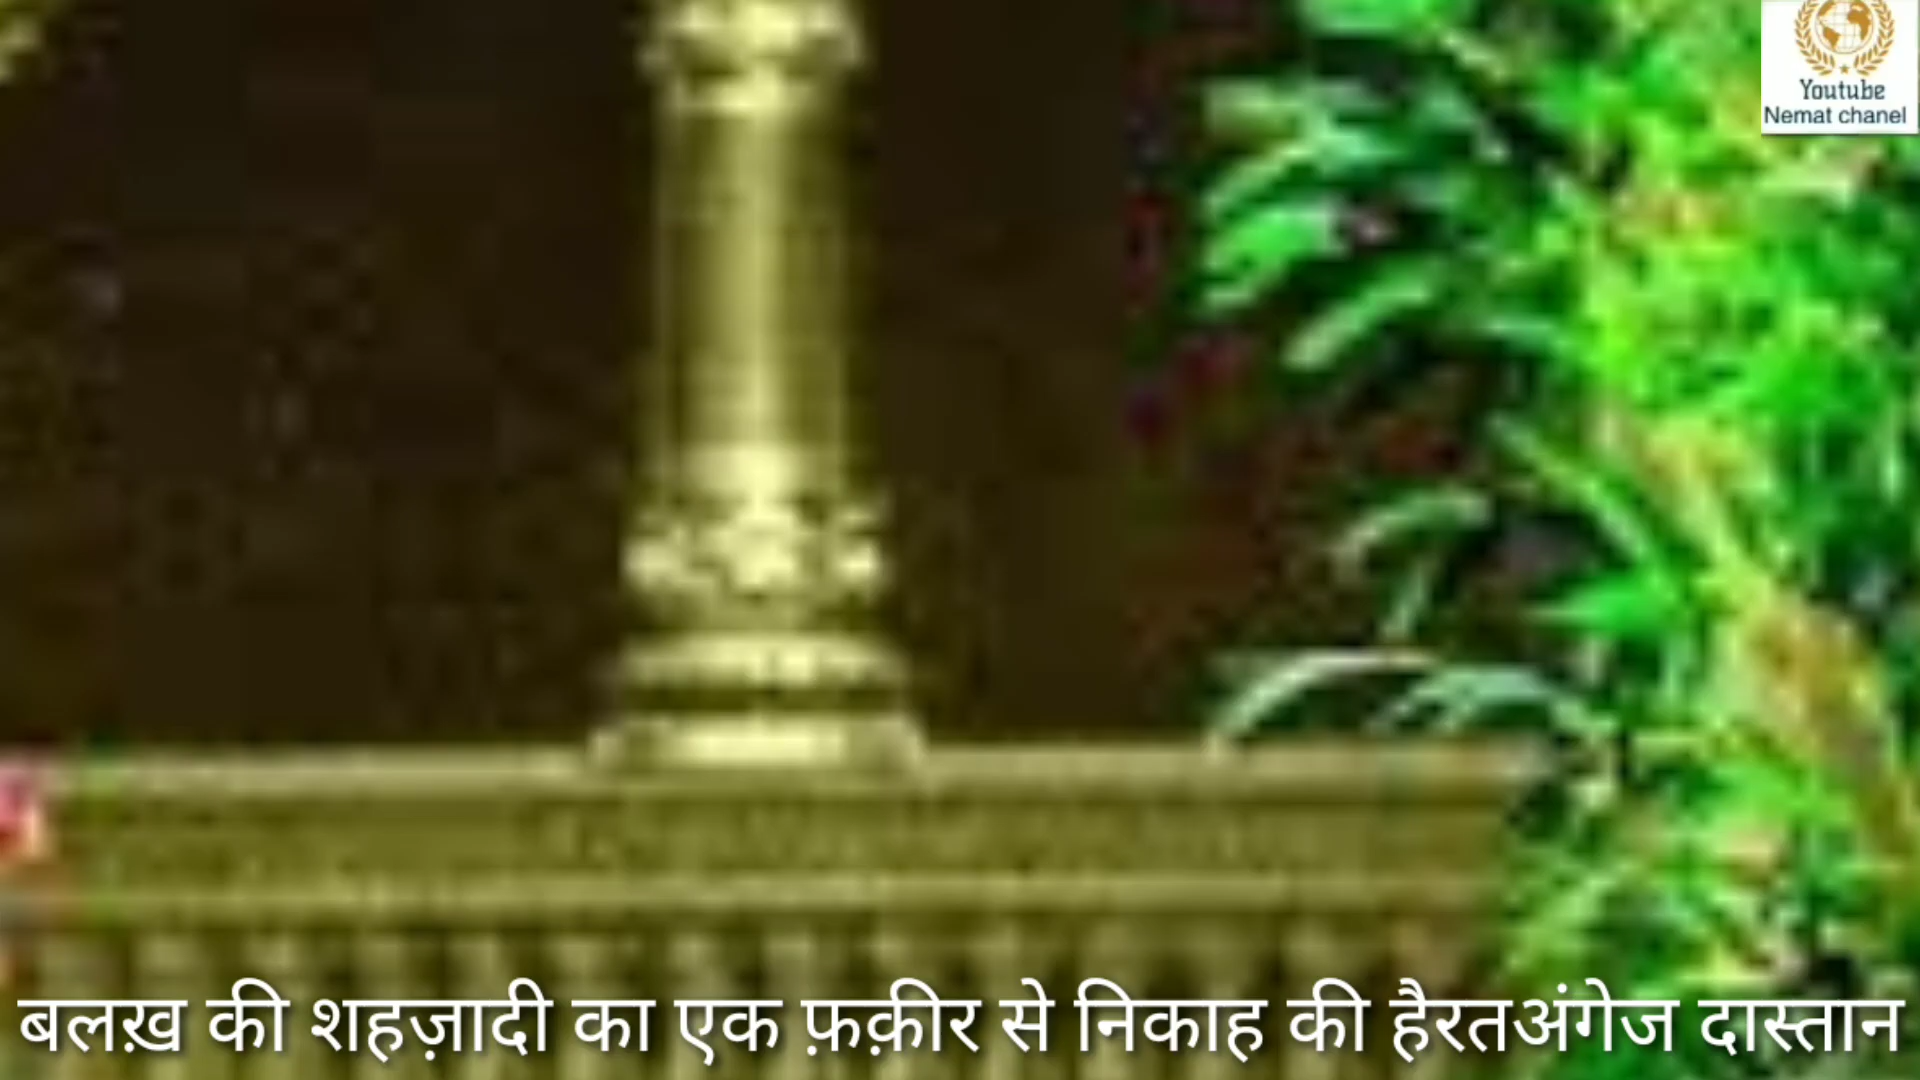 Youtube
Nemat chanel
बलख़ की शहज़ादी का एक फ़क़ीर से निकाह की हैरतअंगेज दास्तान